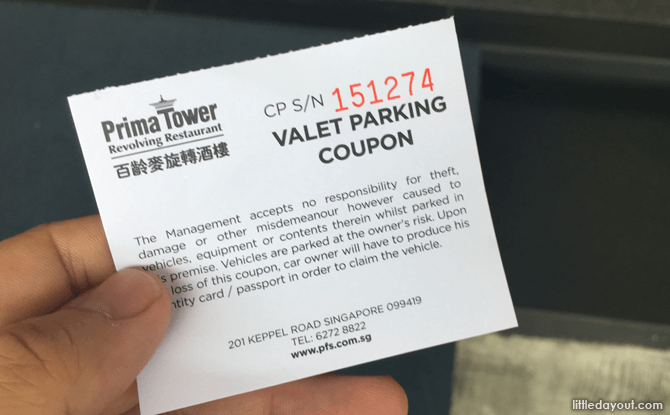 Prima Tower
Revolving Restaurant
百齡麥旋轉酒樓
CP S/N 151274
VALET PARKING
COUPON
The Management accepts no responsibility for theft,
damage or other misdemeanour however caused to
vehicles, equipment or contents therein whilst parked in
premise. Vehicles are parked at the owner's risk. Upon
loss of this coupon, car owner will have to produce his
card / passport in order to claim the vehicle.
201 KEPPEL ROAD SINGAPORE 099419
TEL: 6272 8822
www.pfs.com.sg
littledayout.com